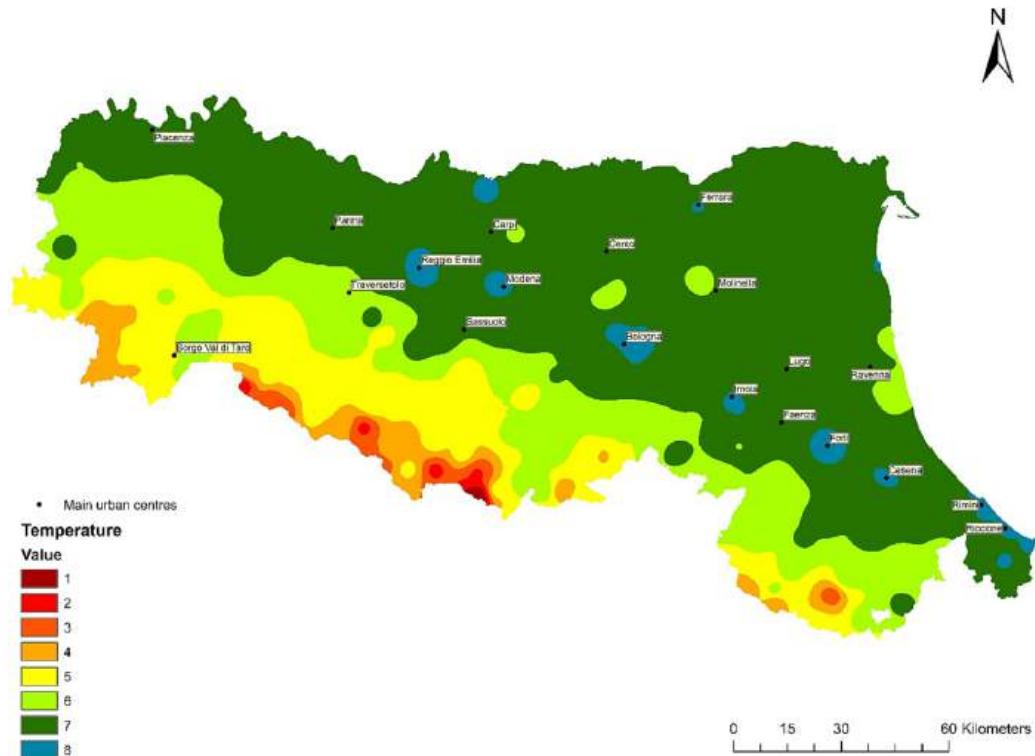 N
Piacenza
Ferrara
Parma
Carpi
Cento
Reggio Emilia
Modena
Molinella
Traversetolo
Sassuolo
Bologna
Borgo Val di Taro
Lugo
Ravenna
Imola
Faenza
Forlì
Cesena
Rimini
Riccione
Main urban centres
Temperature
Value
1
2
3
4
5
6
7
8
0 15 30 60 Kilometers